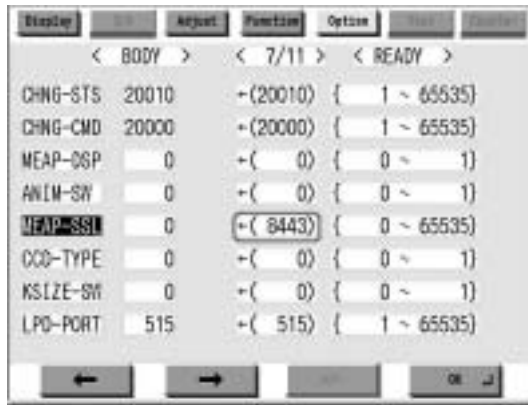 Display Adjust Function Option
< BODY > < 7/11 > < READY >
CHNG-STS 20010 ←(20010) { 1 ~ 65535}
CHNG-CMD 20000 ←(20000) { 1 ~ 65535}
MEAP-DSP 0 ←( 0) { 0 ~ 1}
ANIM-SW 0 ←( 0) { 0 ~ 1}
MEAP-SSL 0 ←( 8443) { 0 ~ 65535}
CCD-TYPE 0 ←( 0) { 0 ~ 1}
KSIZE-SW 0 ←( 0) { 0 ~ 1}
LPD-PORT 515 ←( 515) { 1 ~ 65535}
← → OK